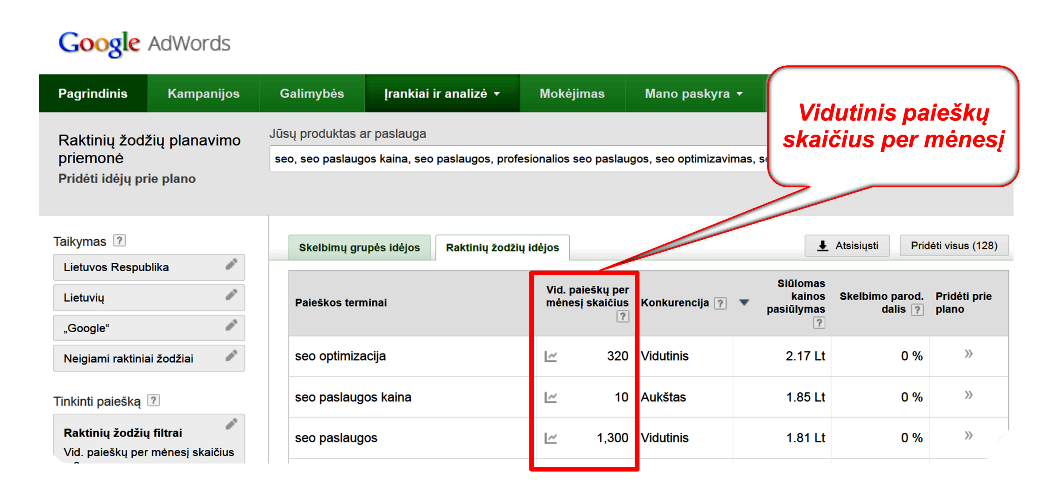 Google AdWords
Pagrindinis Kampanijos Galimybės Įrankiai ir analizė Mokėjimas Mano paskyra
Vidutinis paieškų
skaičius per mėnesį
Raktinių žodžių planavimo
priemonė
Pridėti idėjų prie plano
Jūsų produktas ar paslauga
seo, seo paslaugos kaina, seo paslaugos, profesionalios seo paslaugos, seo optimizavimas,
Taikymas ?
Lietuvos Respublika
Lietuvių
„Google“
Neigiami raktiniai žodžiai
Tinkinti paiešką ?
Raktinių žodžių filtrai
Vid. paieškų per mėnesį skaičius
Skelbimų grupės idėjos Raktinių žodžių idėjos
Atsisiųsti Pridėti visus (128)
Paieškos terminai
Vid. paieškų per
mėnesį skaičius
?
Konkurencija ?
Siūlomas
kainos
pasiūlymas
?
Skelbimo parod.
dalis ?
Pridėti prie
plano
seo optimizacija 320 Vidutinis 2.17 Lt 0 % »
seo paslaugos kaina 10 Aukštas 1.85 Lt 0 % »
seo paslaugos 1,300 Vidutinis 1.81 Lt 0 % »